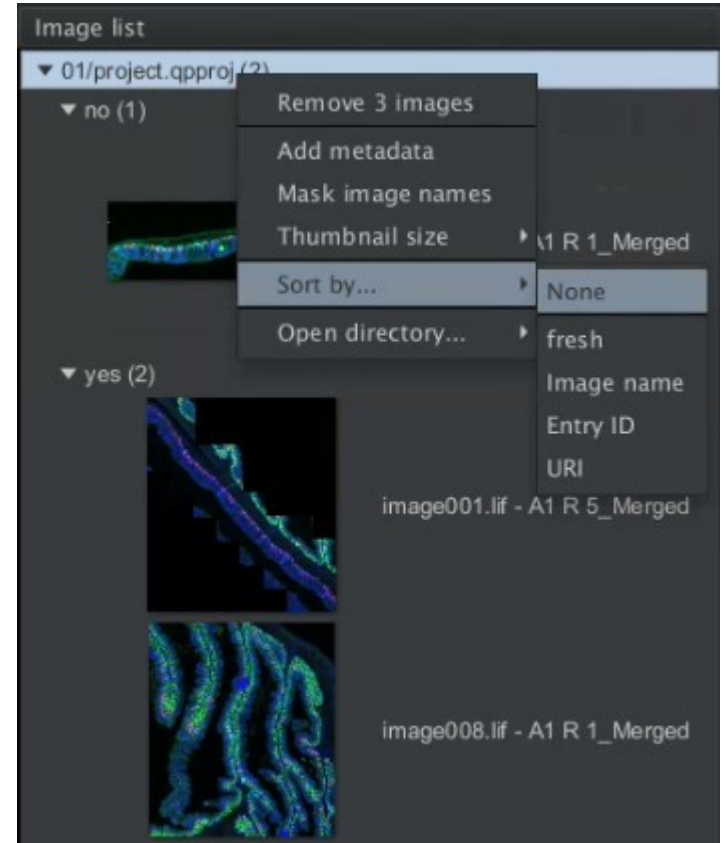 Image list
▼ 01/project.qpproj (2)
▼ no (1)
Remove 3 images
Add metadata
Mask image names
Thumbnail size
A1 R 1_Merged
Sort by...
None
Open directory...
fresh
Image name
Entry ID
URI
▼ yes (2)
image001.lif - A1 R 5_Merged
image008.lif - A1 R 1_Merged